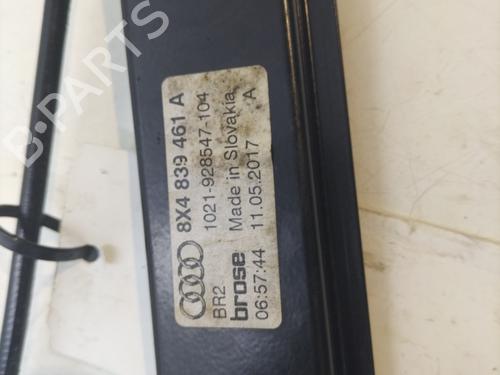 8X4 839 461 A
1021-928547-104
BR2 Made in Slovakia A
brose 11.05.2017
06:57:44
B-PARTS